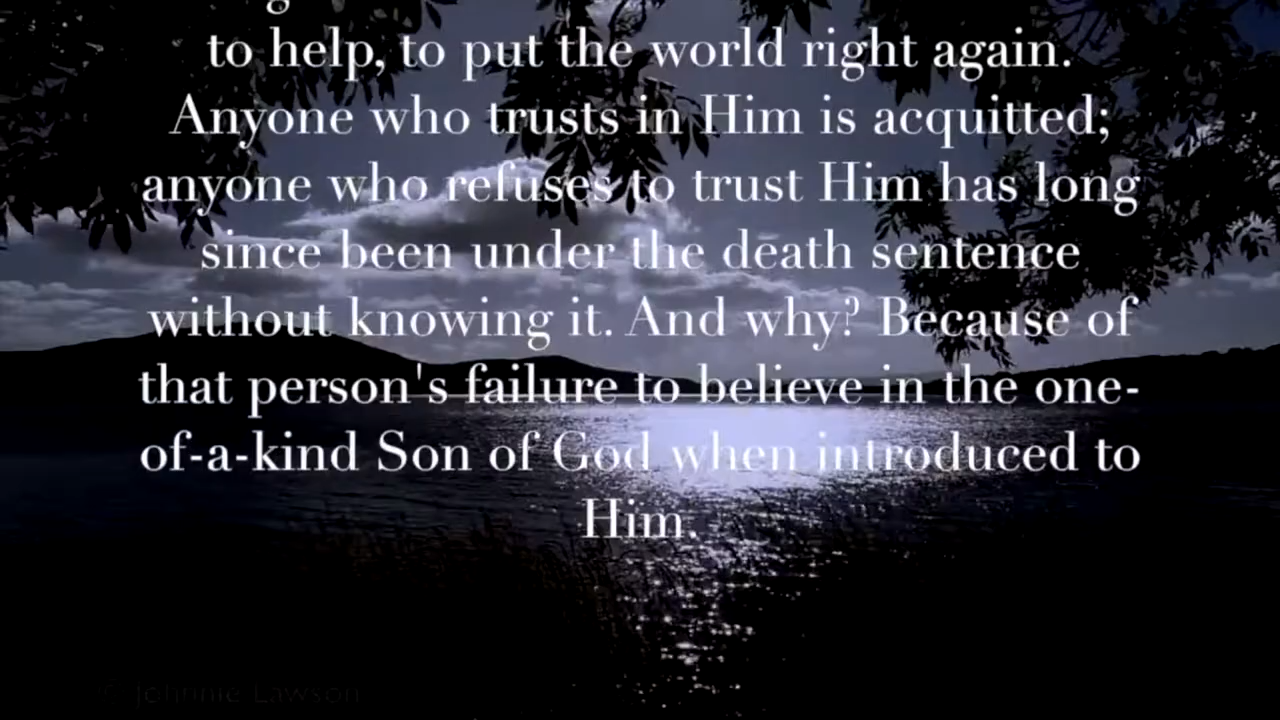 to help, to put the world right again.
Anyone who trusts in Him is acquitted;
anyone who refuses to trust Him has long
since been under the death sentence
without knowing it. And why? Because of
that person's failure to believe in the one-
of-a-kind Son of God when introduced to
Him.
© Johnnie Lawson